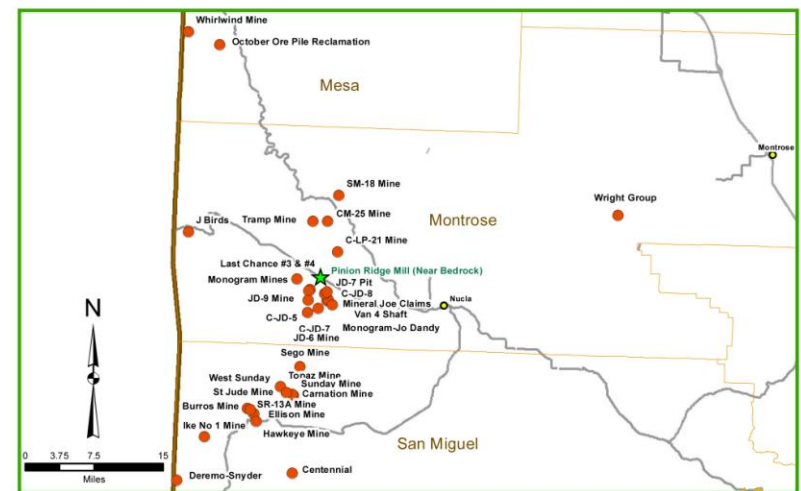 Whirlwind Mine
October Ore Pile Reclamation
Mesa
Montrose
SM-18 Mine
Wright Group
Tramp Mine
CM-25 Mine
Montrose
J Birds
C-LP-21 Mine
Last Chance #3 & #4
Pinion Ridge Mill (Near Bedrock)
Monogram Mines
JD-7 Pit
C-JD-8
JD-9 Mine
Mineral Joe Claims
Nucla
C-JD-5
Van 4 Shaft
C-JD-7
Monogram-Jo Dandy
JD-6 Mine
Sego Mine
West Sunday
Topaz Mine
Sunday Mine
St Jude Mine
Carnation Mine
Burros Mine
SR-13A Mine
Ellison Mine
Ike No 1 Mine
Hawkeye Mine
San Miguel
Deremo-Snyder
Centennial
N
0 3.75 7.5 15
Miles